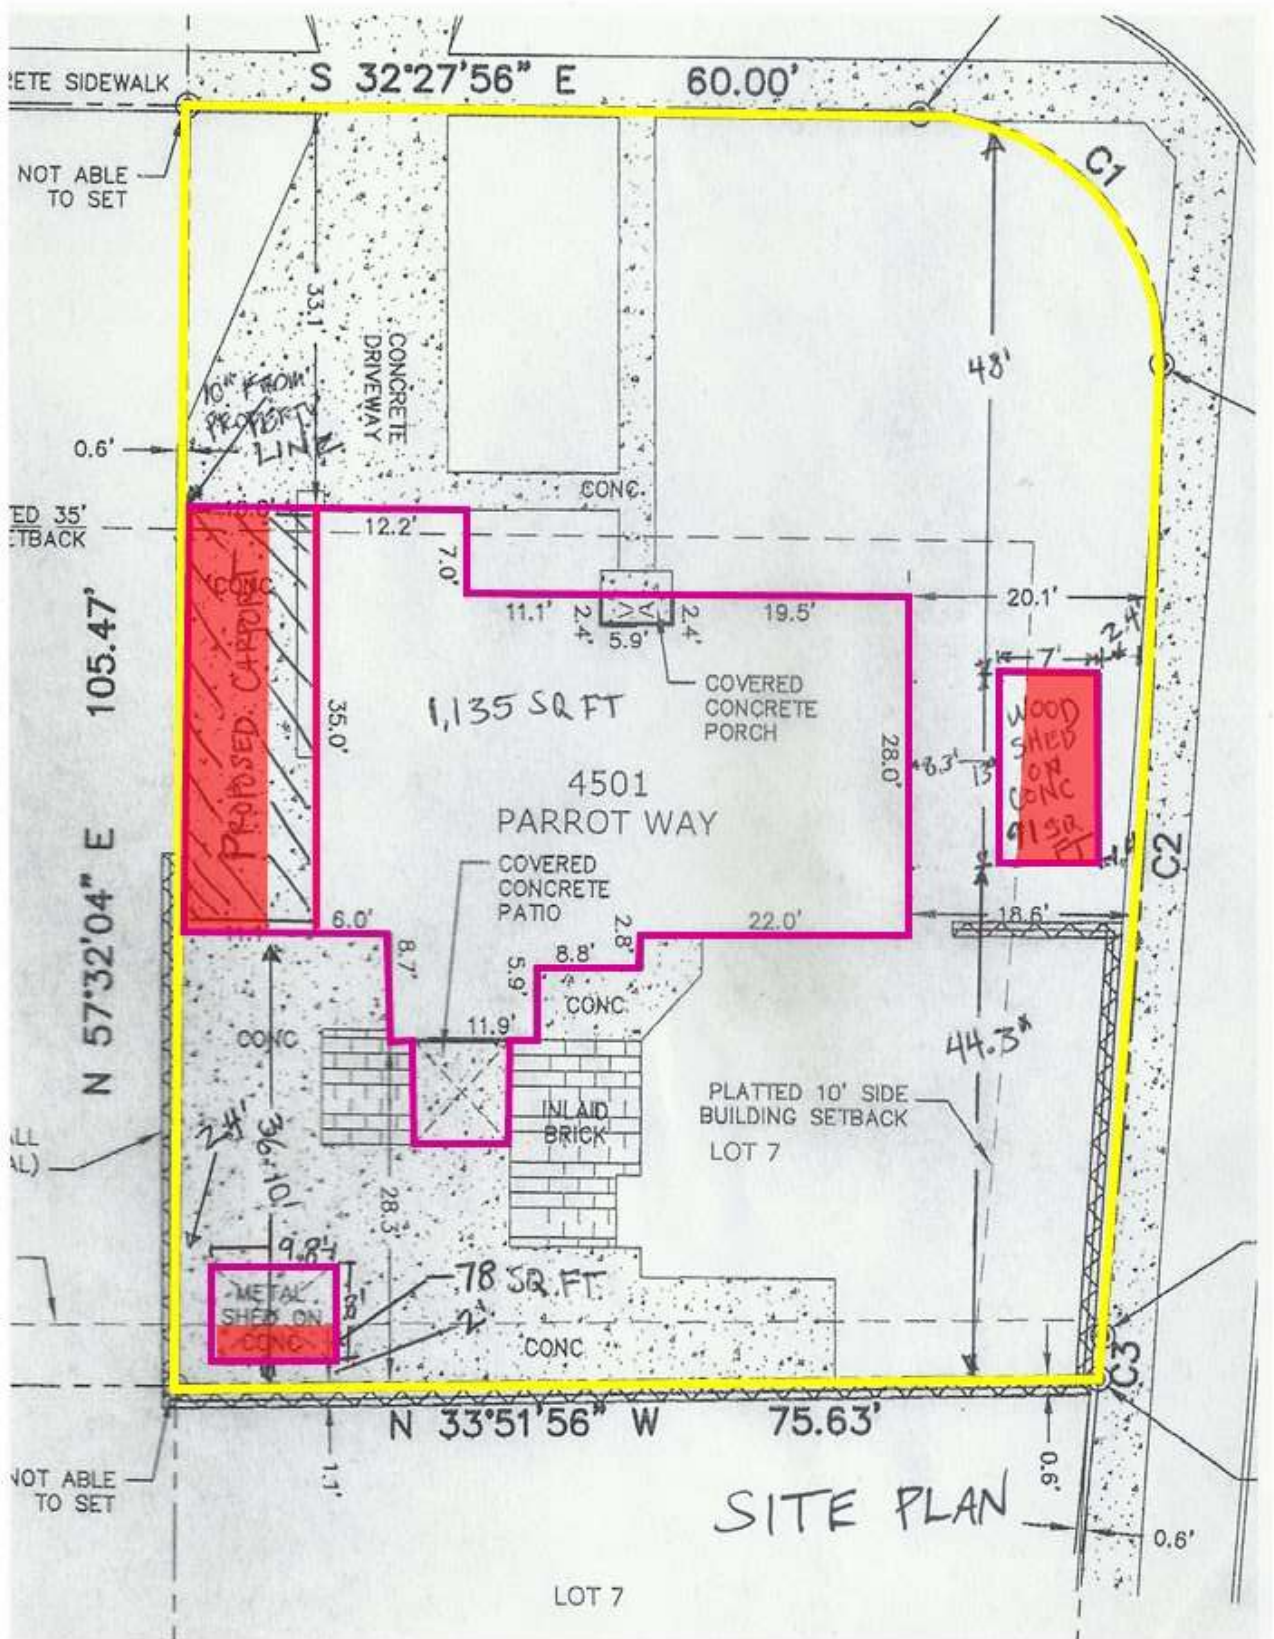 S 32°27'56" E 60.00'
RETE SIDEWALK
NOT ABLE
TO SET
C1
33.1
CONCRETE
DRIVEWAY
48'
10" FROM
PROPERTY
LINE
0.6'
CONC.
10.0'
ED 35'
ETBACK
12.2'
7.0'
CONC
11.1'
2.4'
5.9'
2.4'
19.5'
20.1'
2.4'
7'
N 57°32'04" E 105.47'
PROPOSED CARPORT
35.0'
1,135 SQ FT
COVERED
CONCRETE
PORCH
28.0'
8.3'
13'
WOOD
SHED
ON
CONC
91 SQ
FT
4501
PARROT WAY
COVERED
CONCRETE
PATIO
C2
6.0'
8.7'
5.9'
8.8'
2.8'
22.0'
18.6'
CONC
CONC
11.9'
44.3"
INLAID
BRICK
PLATTED 10' SIDE
BUILDING SETBACK
LOT 7
ALL
AL)
36-10'
28.3
9.8'
METAL
SHED ON
CONC
8'
78 SQ.FT.
2'
CONC
C3
N 33°51'56" W 75.63'
NOT ABLE
TO SET
1.1'
0.6'
SITE PLAN
0.6'
LOT 7